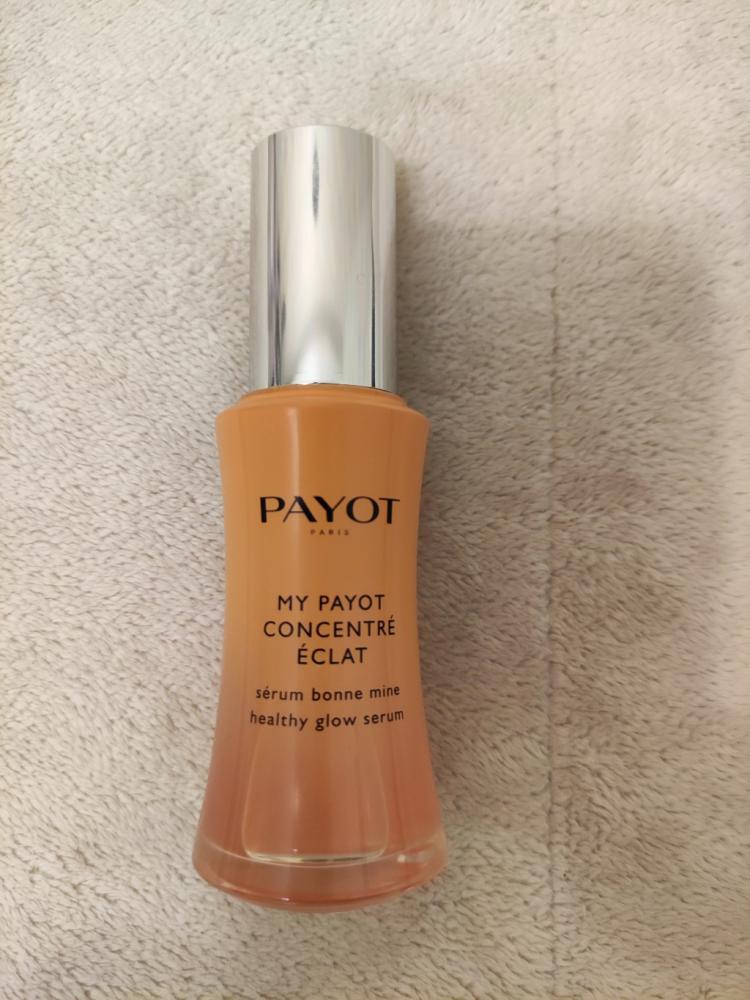 PAYOT
PARIS
MY PAYOT
CONCENTRÉ
ÉCLAT
sérum bonne mine
healthy glow serum